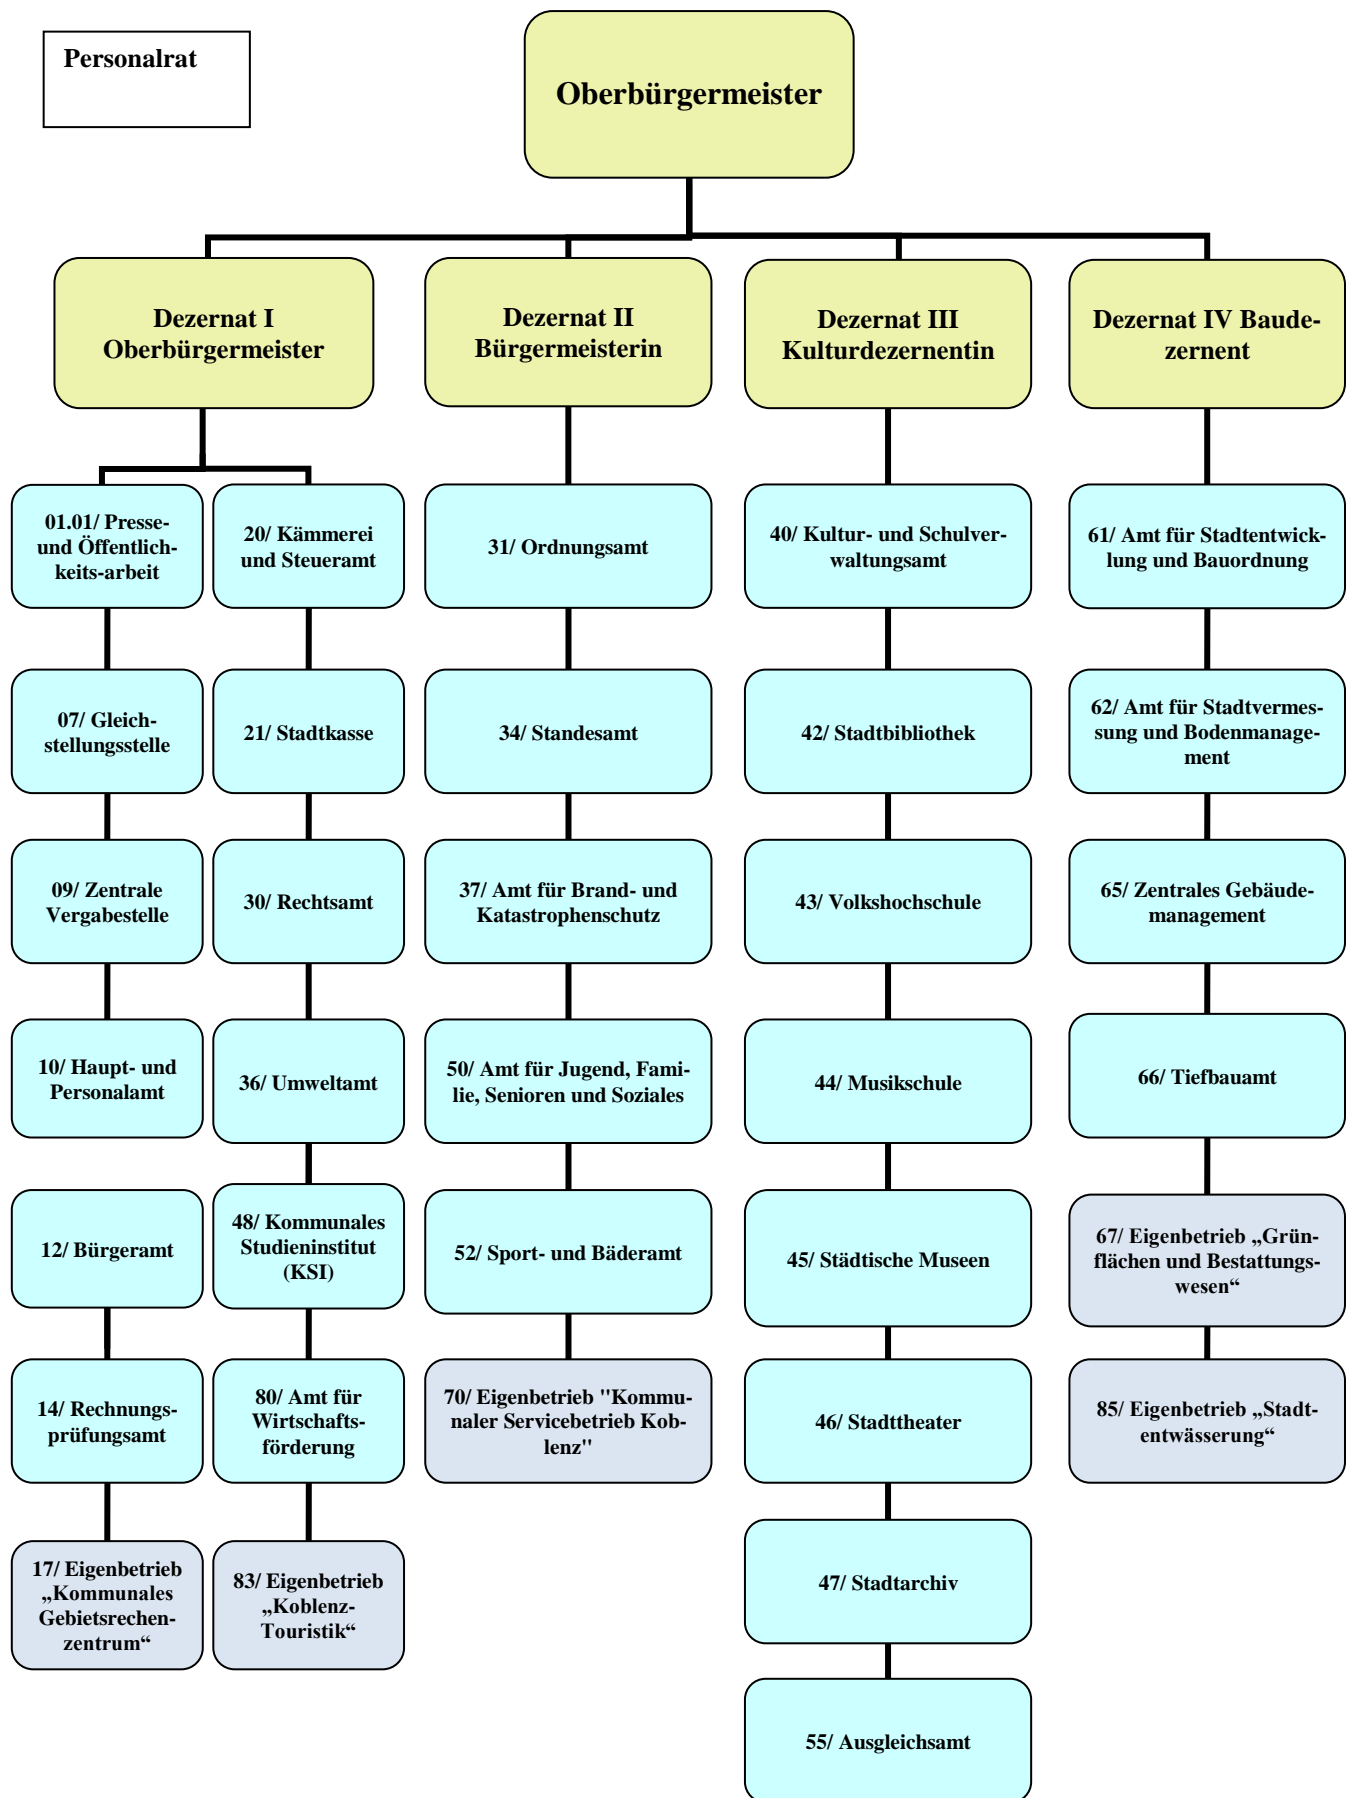 Personalrat
Oberbürgermeister
Dezernat I
Oberbürgermeister
Dezernat II
Bürgermeisterin
Dezernat III
Kulturdezernentin
Dezernat IV Baude-
zernent
01.01/ Presse-
und Öffentlich-
keits-arbeit
07/ Gleich-
stellungsstelle
09/ Zentrale
Vergabestelle
10/ Haupt- und
Personalamt
12/ Bürgeramt
14/ Rechnungs-
prüfungsamt
17/ Eigenbetrieb
„Kommunales
Gebietsrechen-
zentrum“
20/ Kämmerei
und Steueramt
21/ Stadtkasse
30/ Rechtsamt
36/ Umweltamt
48/ Kommunales
Studieninstitut
(KSI)
80/ Amt für
Wirtschafts-
förderung
83/ Eigenbetrieb
„Koblenz-
Touristik“
31/ Ordnungsamt
34/ Standesamt
37/ Amt für Brand- und
Katastrophenschutz
50/ Amt für Jugend, Fami-
lie, Senioren und Soziales
52/ Sport- und Bäderamt
70/ Eigenbetrieb "Kommu-
naler Servicebetrieb Kob-
lenz"
40/ Kultur- und Schulver-
waltungsamt
42/ Stadtbibliothek
43/ Volkshochschule
44/ Musikschule
45/ Städtische Museen
46/ Stadttheater
47/ Stadtarchiv
55/ Ausgleichsamt
61/ Amt für Stadtentwick-
lung und Bauordnung
62/ Amt für Stadtvermes-
sung und Bodenmanage-
ment
65/ Zentrales Gebäude-
management
66/ Tiefbauamt
67/ Eigenbetrieb „Grün-
flächen und Bestattungs-
wesen“
85/ Eigenbetrieb „Stadt-
entwässerung“